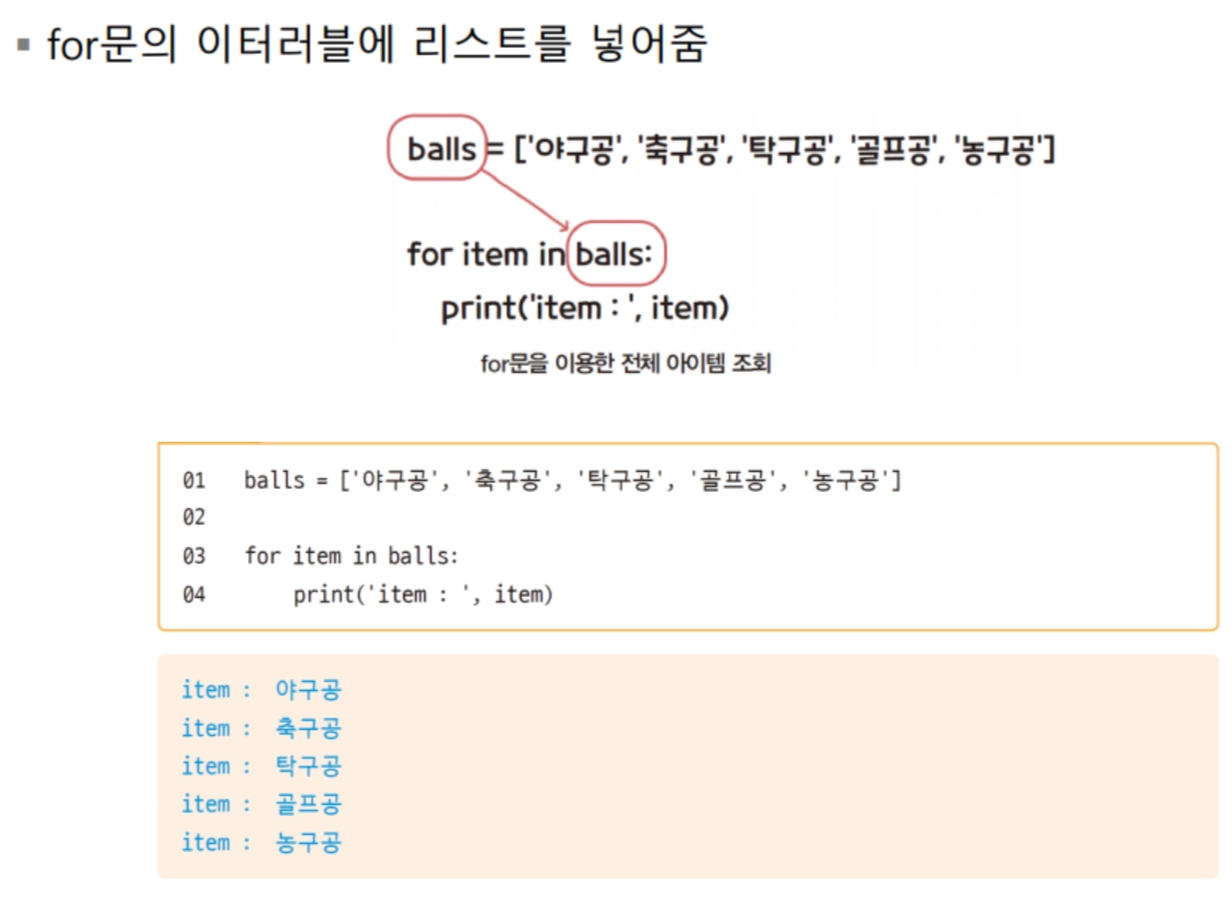 ▪ for문의 이터러블에 리스트를 넣어줌
balls = ['야구공', '축구공', '탁구공', '골프공', '농구공']
for item in balls:
print('item : ', item)
for문을 이용한 전체 아이템 조회
01 balls = ['야구공', '축구공', '탁구공', '골프공', '농구공']
02
03 for item in balls:
04     print('item : ', item)
item :  야구공
item :  축구공
item :  탁구공
item :  골프공
item :  농구공